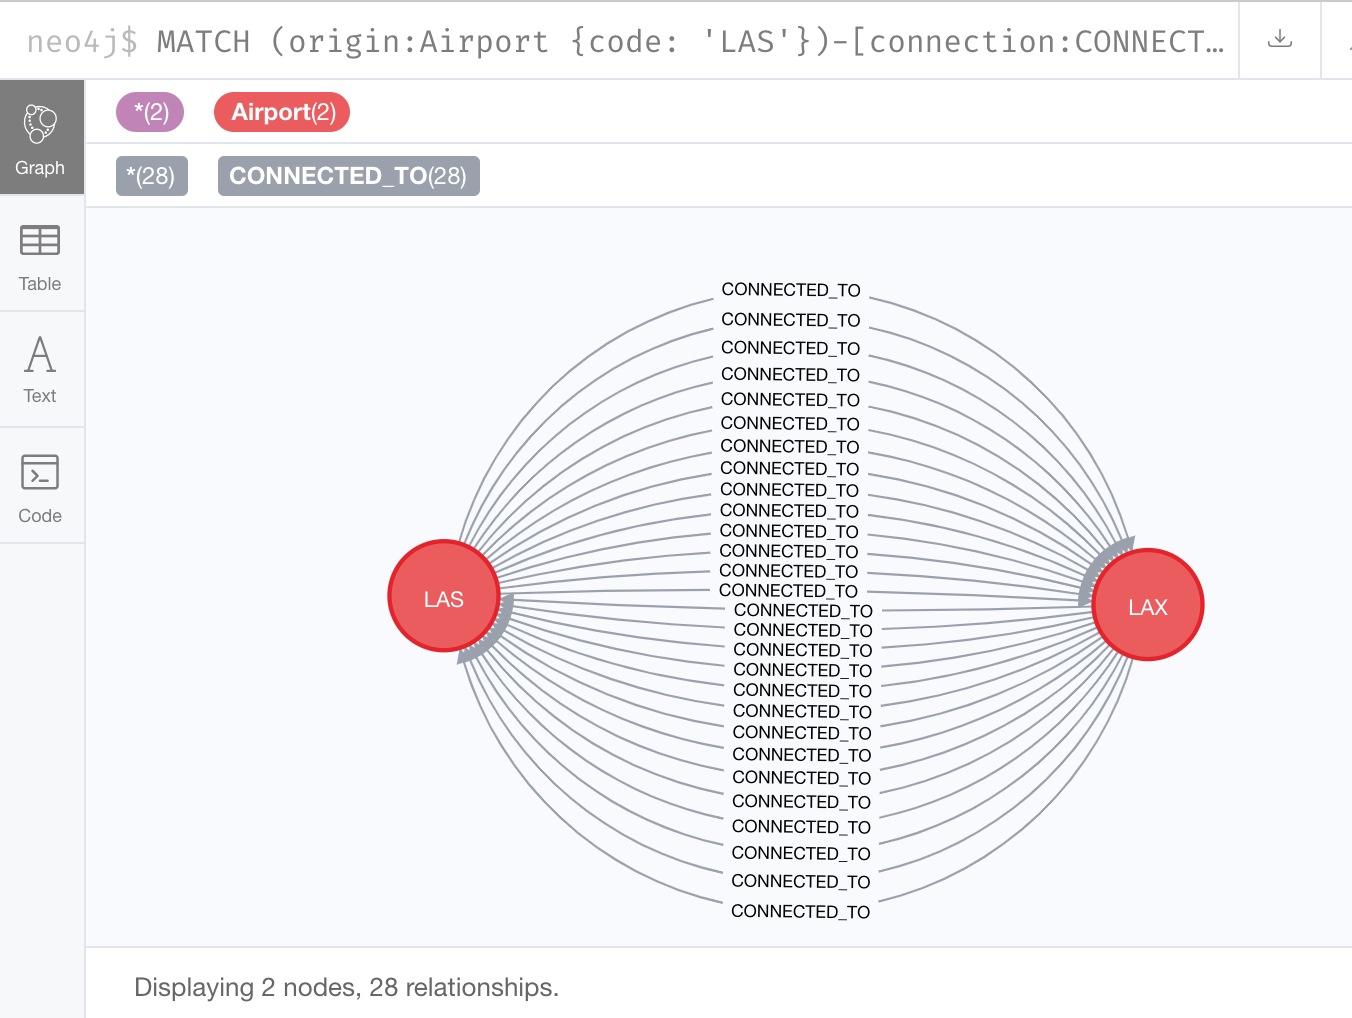 neo4j$ MATCH (origin:Airport {code: 'LAS'})-[connection:CONNECT…
*(2) Airport(2)
Graph
*(28) CONNECTED_TO(28)
Table
Text
Code
CONNECTED_TO
CONNECTED_TO
CONNECTED_TO
CONNECTED_TO
CONNECTED_TO
CONNECTED_TO
CONNECTED_TO
CONNECTED_TO
CONNECTED_TO
CONNECTED_TO
CONNECTED_TO
CONNECTED_TO
CONNECTED_TO
CONNECTED_TO
LAS
LAX
CONNECTED_TO
CONNECTED_TO
CONNECTED_TO
CONNECTED_TO
CONNECTED_TO
CONNECTED_TO
CONNECTED_TO
CONNECTED_TO
CONNECTED_TO
CONNECTED_TO
CONNECTED_TO
CONNECTED_TO
CONNECTED_TO
CONNECTED_TO
Displaying 2 nodes, 28 relationships.